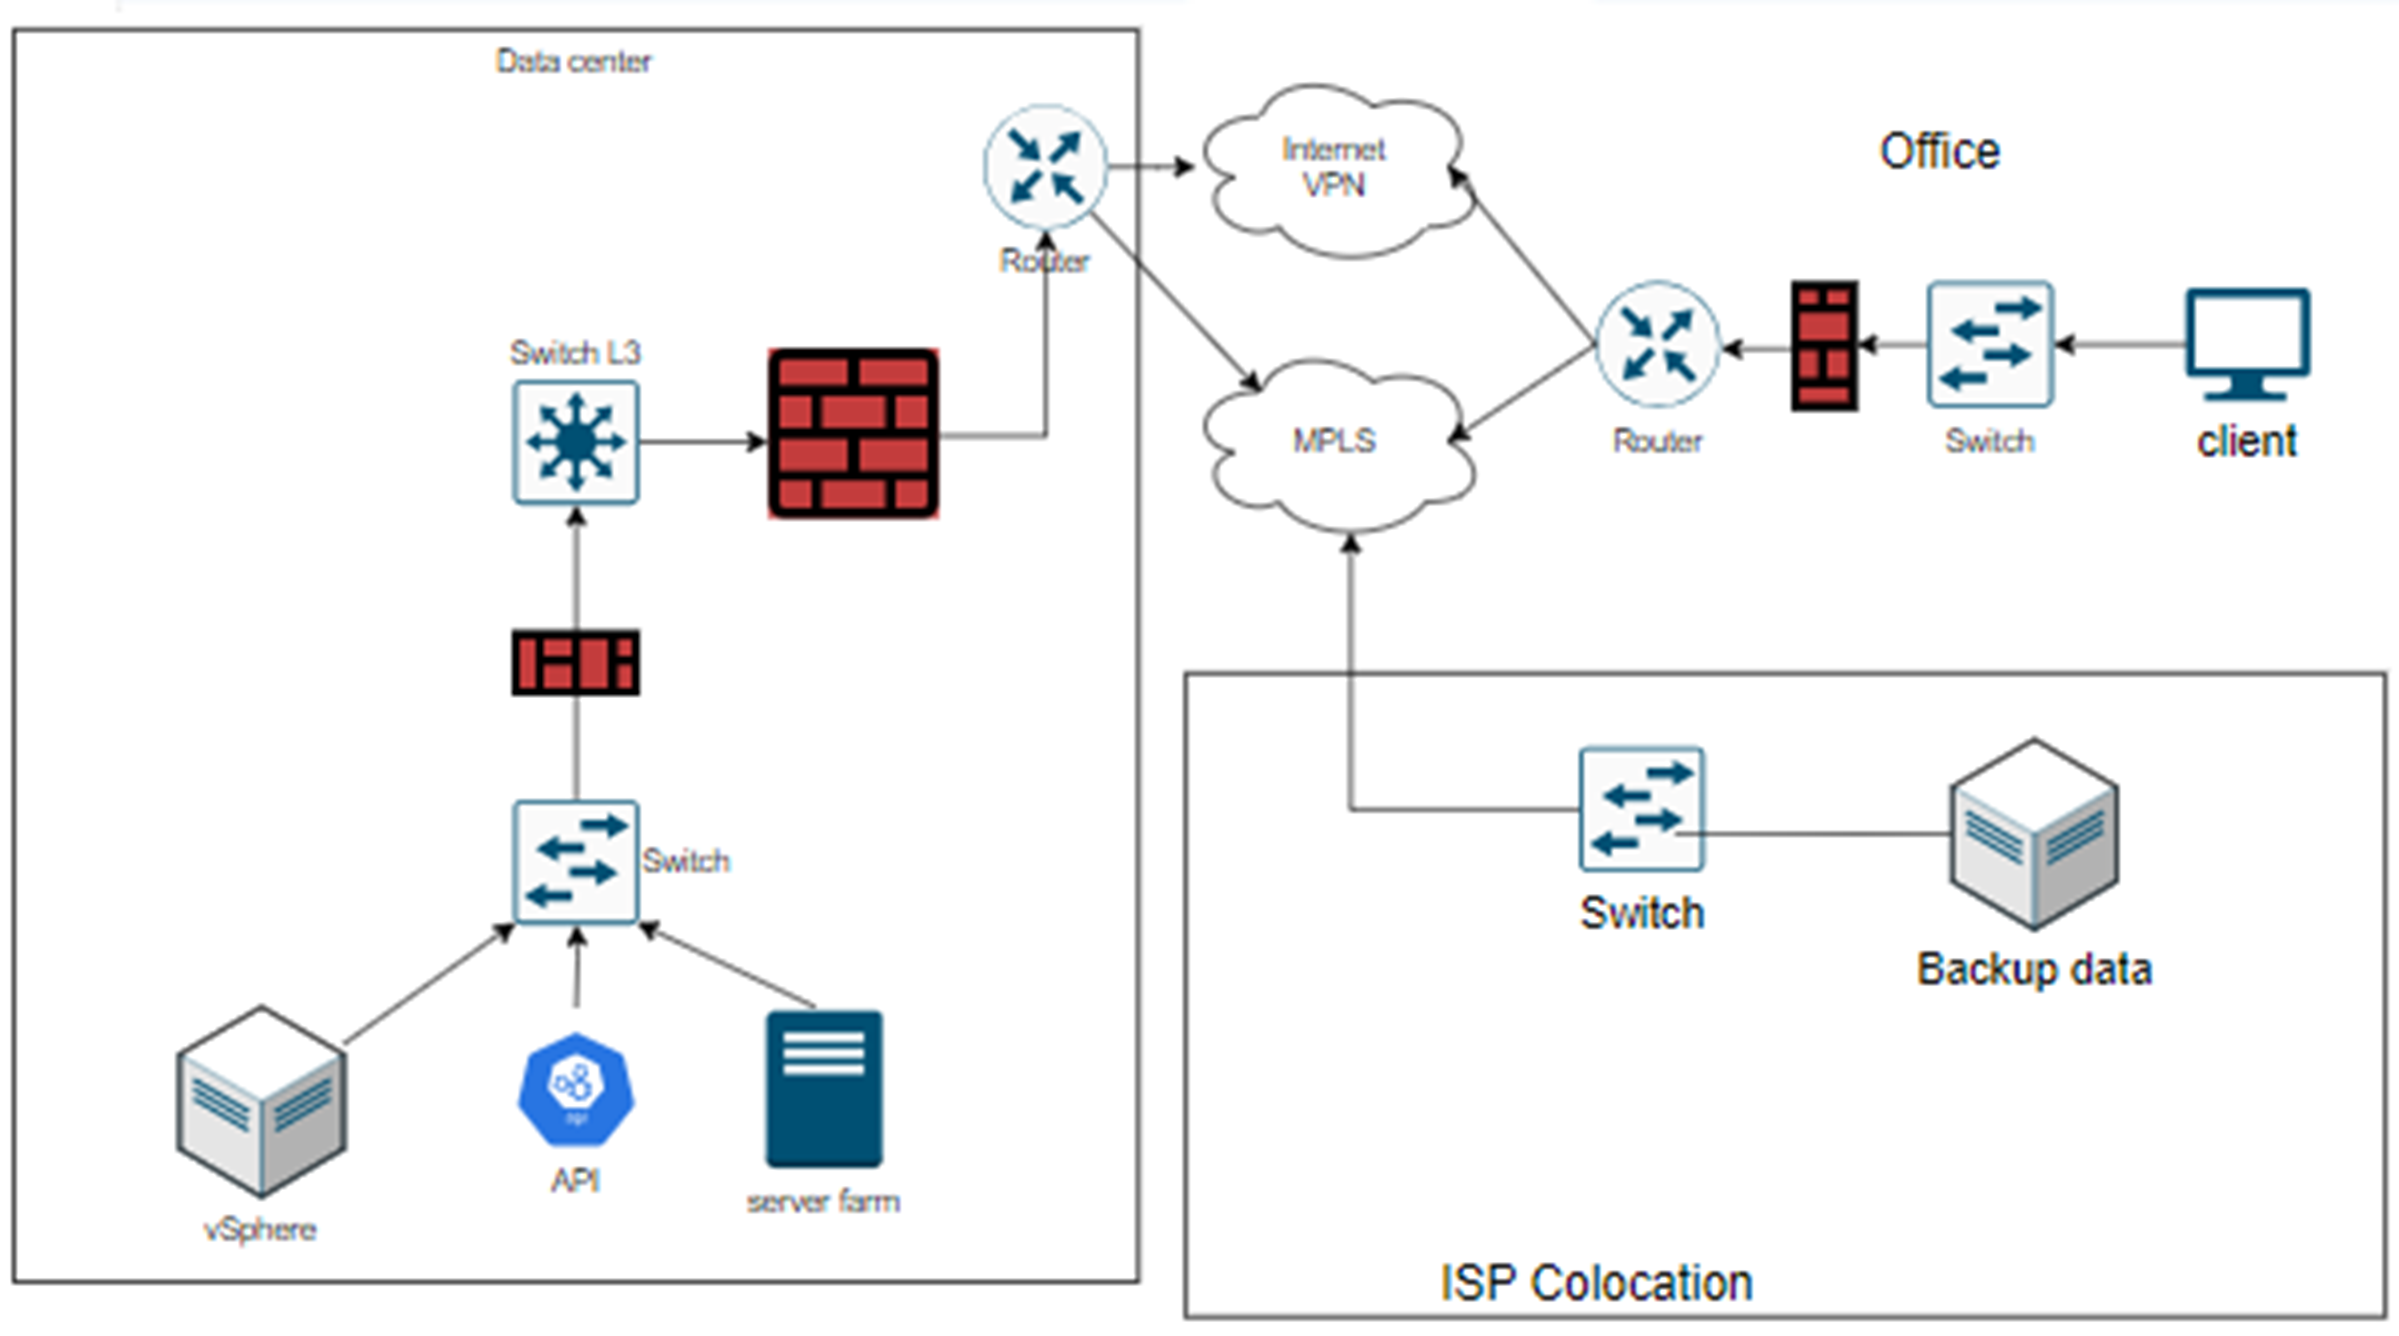 Data center
Internet
VPN
Office
Router
Switch L3
MPLS
Router
Switch
client
Switch
Switch
Backup data
API
server farm
vSphere
ISP Colocation